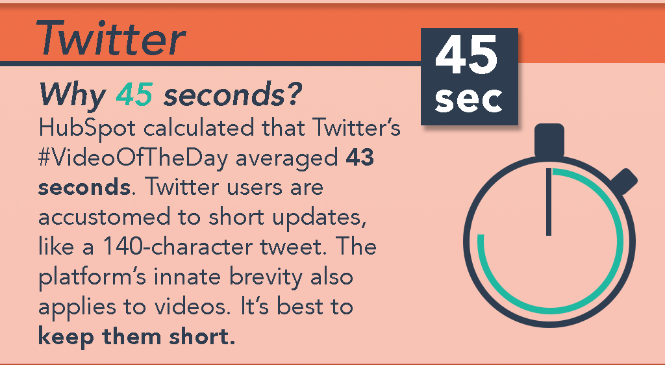 Twitter
45
sec
Why 45 seconds?
HubSpot calculated that Twitter's
#VideoOfTheDay averaged 43
seconds. Twitter users are
accustomed to short updates,
like a 140-character tweet. The
platform's innate brevity also
applies to videos. It's best to
keep them short.